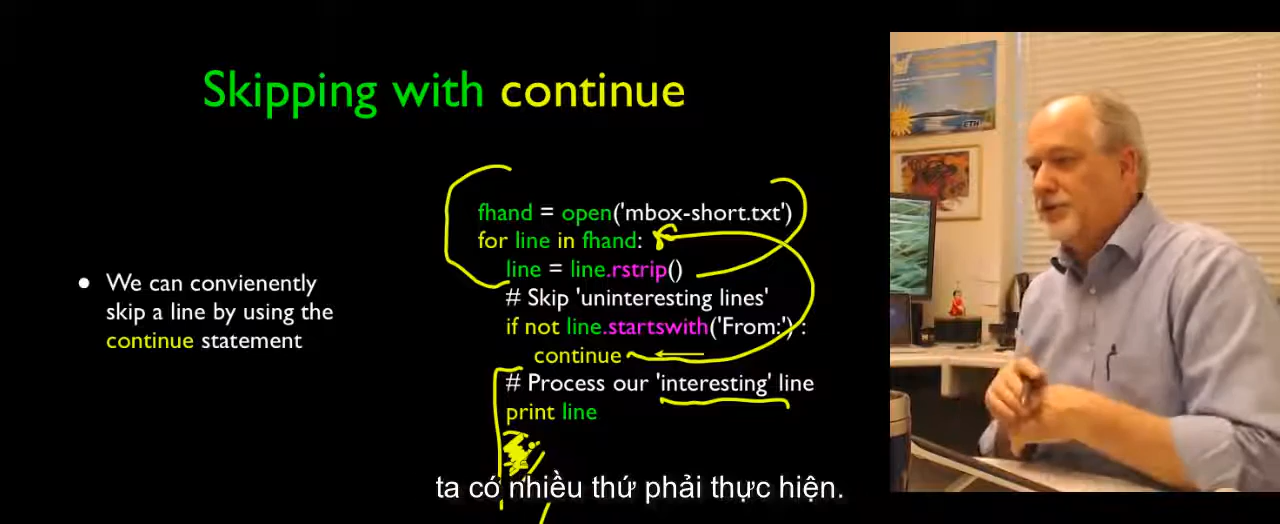 Skipping with continue
We can convienently
skip a line by using the
continue statement
fhand = open('mbox-short.txt')
for line in fhand:
line = line.rstrip()
# Skip 'uninteresting lines'
if not line.startswith('From:') :
continue
# Process our 'interesting' line
print line
ETH
ta có nhiều thứ phải thực hiện.